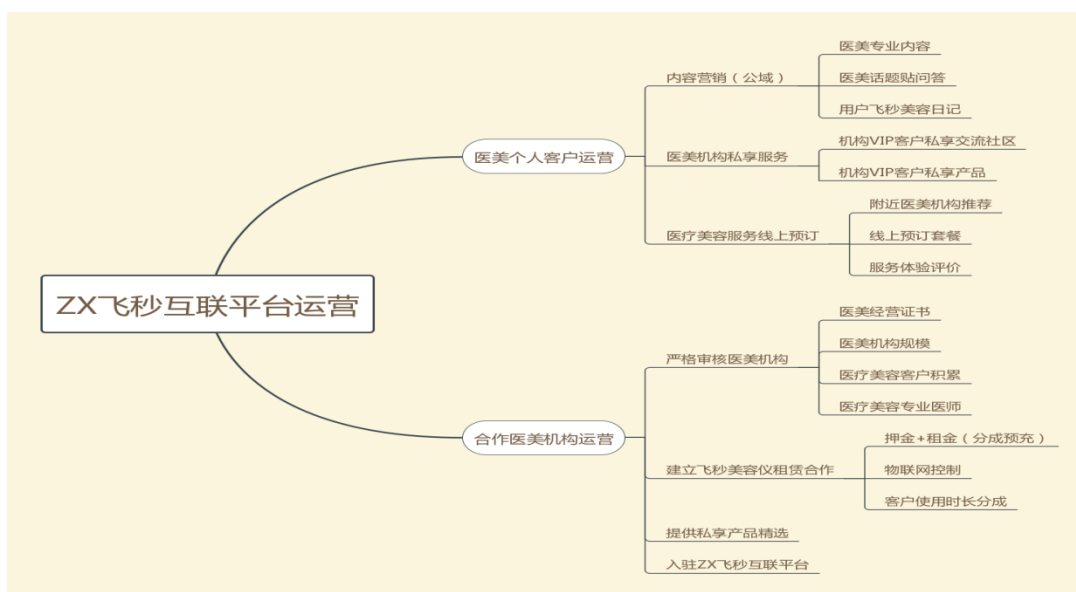 ZX飞秒互联平台运营
医美个人客户运营
内容营销（公域）
医美专业内容
医美话题贴问答
用户飞秒美容日记
医美机构私享服务
机构VIP客户私享交流社区
机构VIP客户私享产品
医疗美容服务线上预订
附近医美机构推荐
线上预订套餐
服务体验评价
合作医美机构运营
严格审核医美机构
医美经营证书
医美机构规模
医疗美容客户积累
医疗美容专业医师
建立飞秒美容仪租赁合作
押金+租金（分成预充）
物联网控制
客户使用时长分成
提供私享产品精选
入驻ZX飞秒互联平台